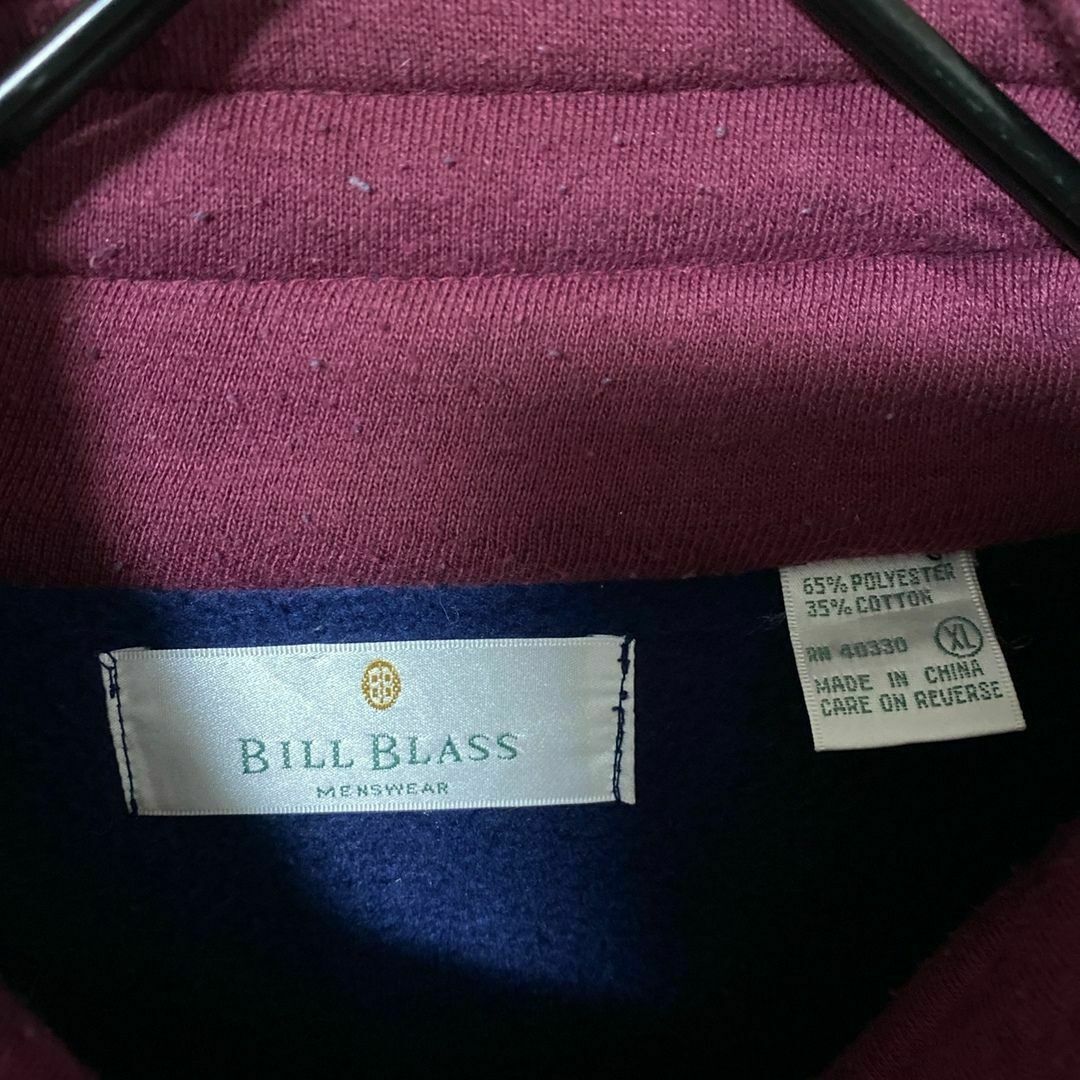 BILL BLASS
MENSWEAR
65% POLYESTER
35% COTTON
RN 40330 XL
MADE IN CHINA
CARE ON REVERSE